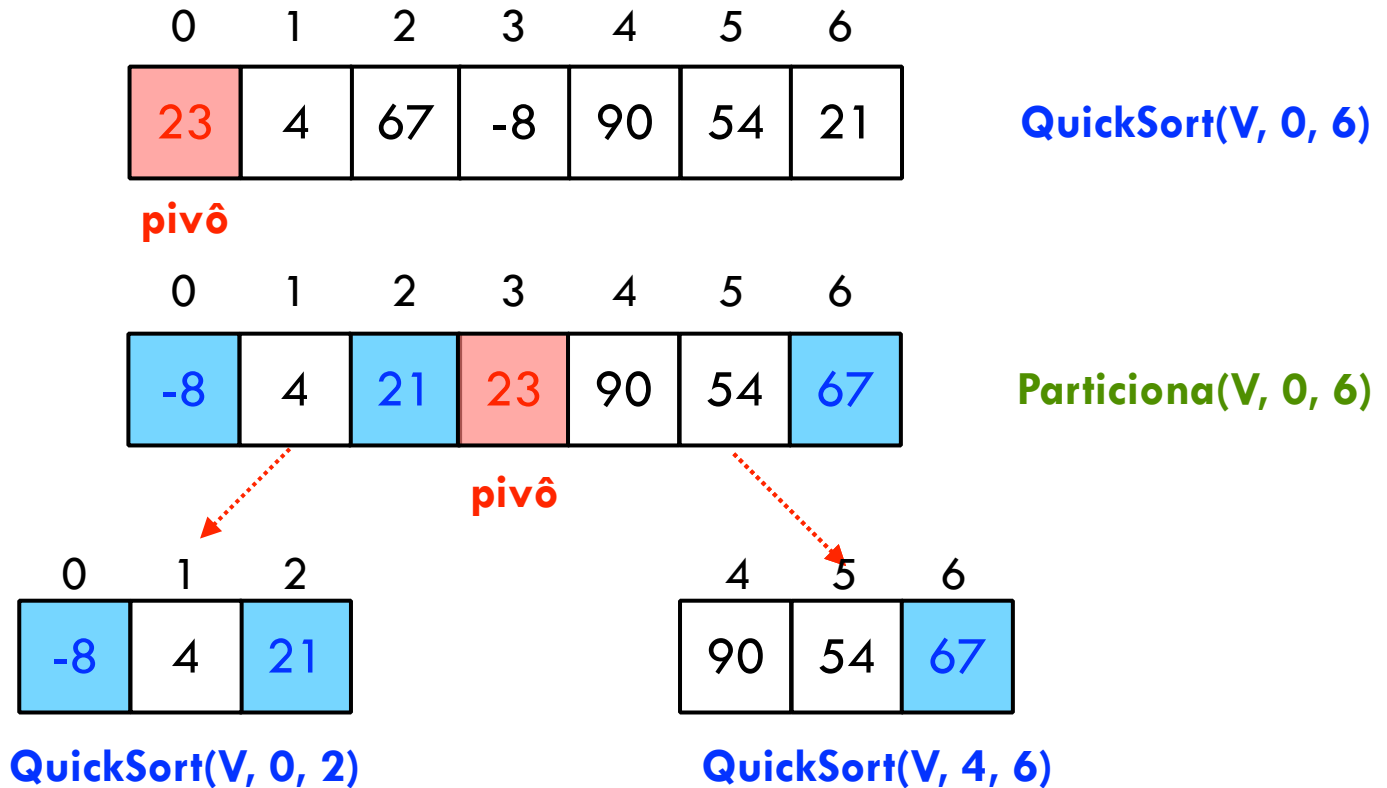 0 1 2 3 4 5 6
23 4 67 -8 90 54 21 QuickSort(V, 0, 6)
pivô
0 1 2 3 4 5 6
-8 4 21 23 90 54 67 Particiona(V, 0, 6)
pivô
0 1 2 4 5 6
-8 4 21 90 54 67
QuickSort(V, 0, 2) QuickSort(V, 4, 6)